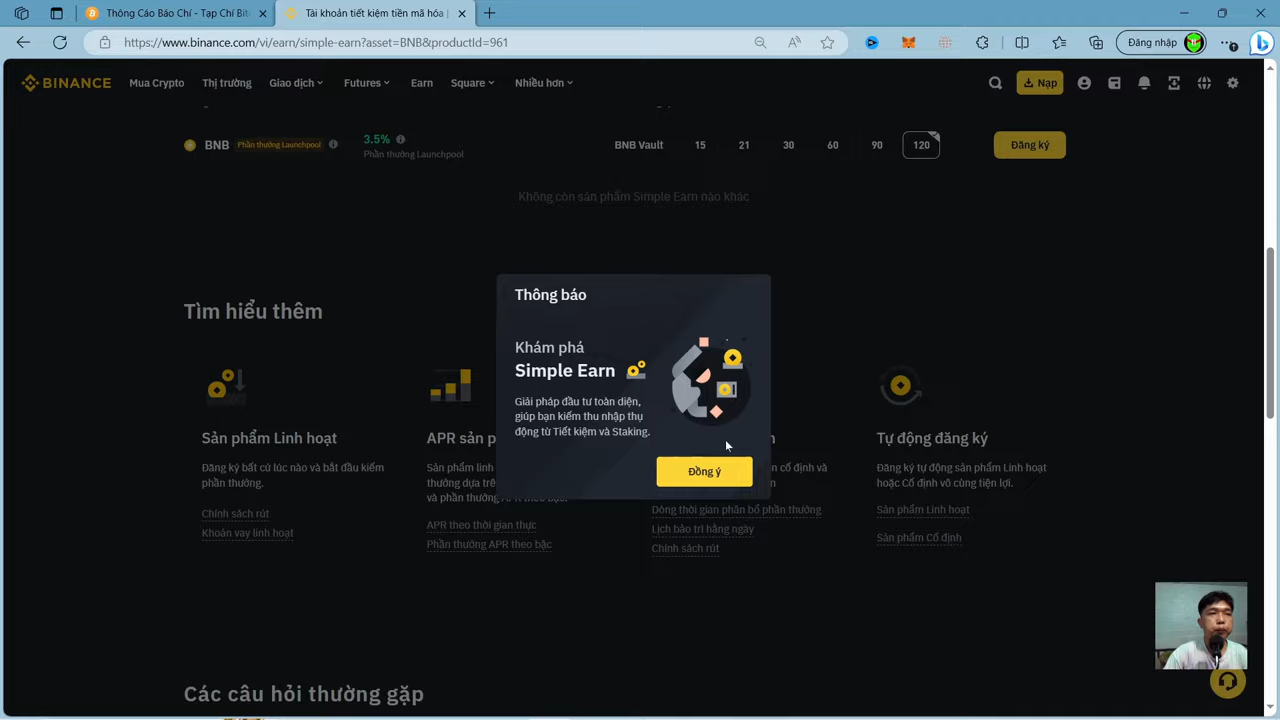 Thông Cáo Báo Chí - Tạp Chí Bit
Tài khoản tiết kiệm tiền mã hóa |
https://www.binance.com/vi/earn/simple-earn?asset=BNB&productId=961
Đăng nhập
BINANCE
Mua Crypto
Thị trường
Giao dịch
Futures
Earn
Square
Nhiều hơn
Nạp
BNB
Phần thưởng Launchpool
3.5%
Phần thưởng Launchpool
BNB Vault
15
21
30
60
90
120
Đăng ký
Không còn sản phẩm Simple Earn nào khác
Thông báo
Khám phá
Simple Earn
Giải pháp đầu tư toàn diện,
giúp bạn kiếm thu nhập thụ
động từ Tiết kiệm và Staking.
Đồng ý
Tìm hiểu thêm
Sản phẩm Linh hoạt
Đăng ký bất cứ lúc nào và bắt đầu kiếm
phần thưởng.
Chính sách rút
Khoản vay linh hoạt
APR sản p
Sản phẩm linh
thưởng dựa trê
và phần thưởng APR theo bậc
APR theo thời gian thực
Phần thưởng APR theo bậc
n cố định và
Dòng thời gian phân bổ phần thưởng
Lịch bảo trì hằng ngày
Chính sách rút
Tự động đăng ký
Đăng ký tự động sản phẩm Linh hoạt
hoặc Cố định vô cùng tiện lợi.
Sản phẩm Linh hoạt
Sản phẩm Cố định
Các câu hỏi thường gặp